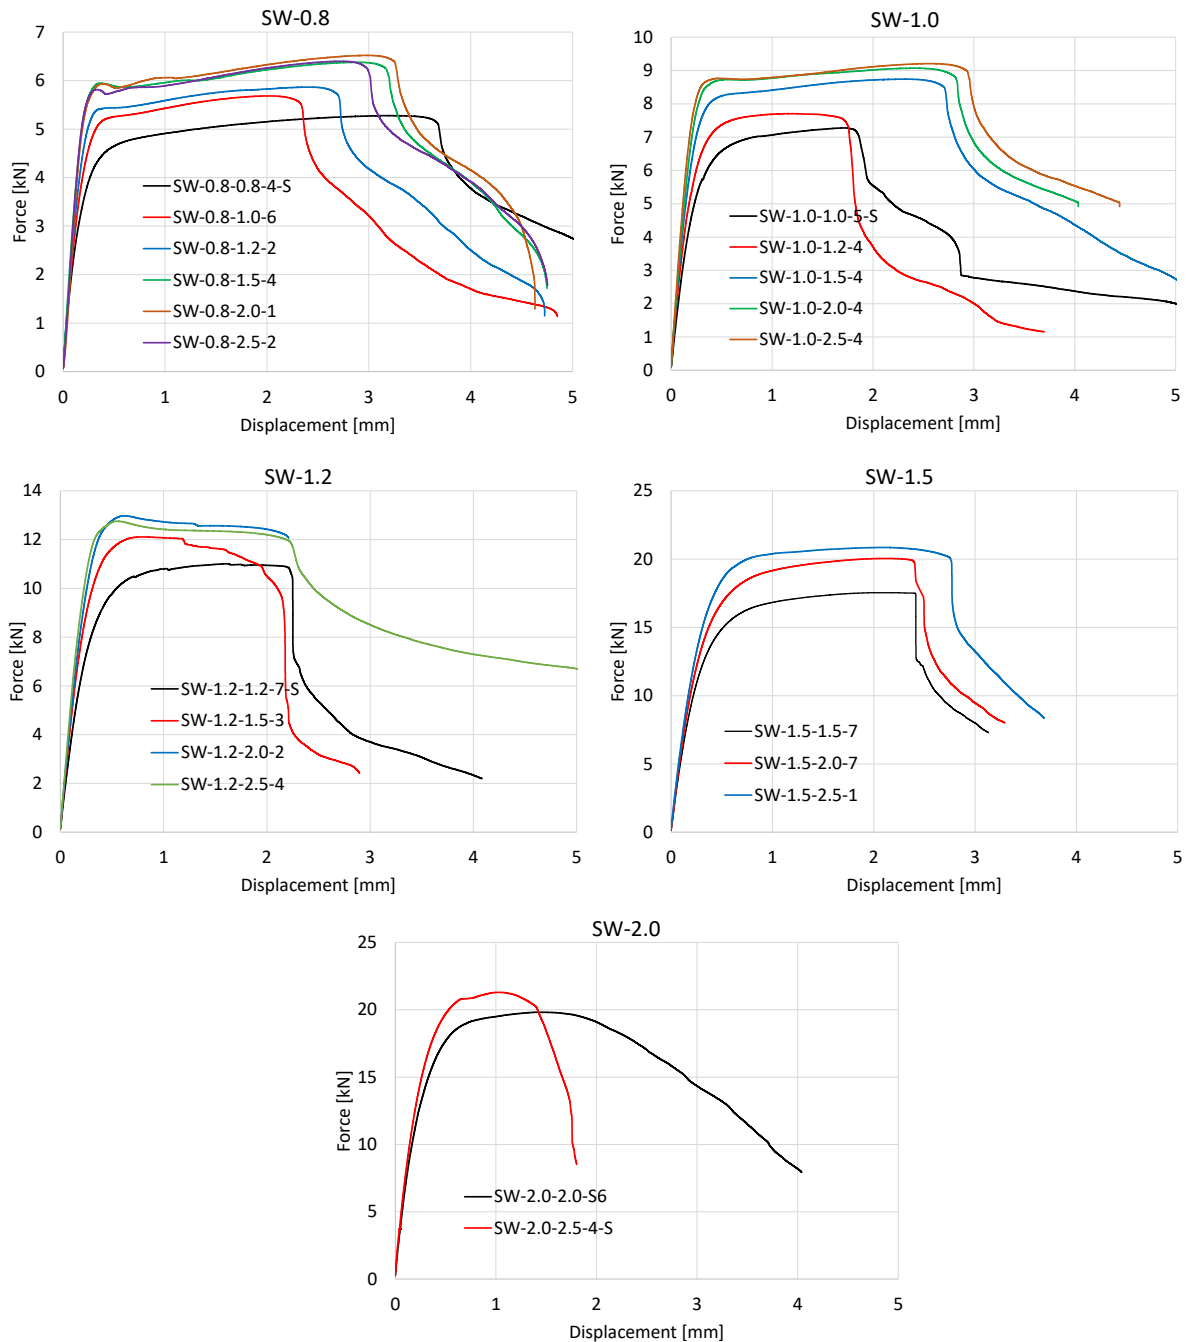 SW-0.8
7
6
5
4
3
2
1
0
Force [kN]
SW-0.8-0.8-4-S
SW-0.8-1.0-6
SW-0.8-1.2-2
SW-0.8-1.5-4
SW-0.8-2.0-1
SW-0.8-2.5-2
0 1 2 3 4 5
Displacement [mm]
SW-1.0
10
9
8
7
6
5
4
3
2
1
0
Force [kN]
SW-1.0-1.0-5-S
SW-1.0-1.2-4
SW-1.0-1.5-4
SW-1.0-2.0-4
SW-1.0-2.5-4
0 1 2 3 4 5
Displacement [mm]
SW-1.2
14
12
10
8
6
4
2
0
Force [kN]
SW-1.2-1.2-7-S
SW-1.2-1.5-3
SW-1.2-2.0-2
SW-1.2-2.5-4
0 1 2 3 4 5
Displacement [mm]
SW-1.5
25
20
15
10
5
0
Force [kN]
SW-1.5-1.5-7
SW-1.5-2.0-7
SW-1.5-2.5-1
0 1 2 3 4 5
Displacement [mm]
SW-2.0
25
20
15
10
5
0
Force [kN]
SW-2.0-2.0-S6
SW-2.0-2.5-4-S
0 1 2 3 4 5
Displacement [mm]